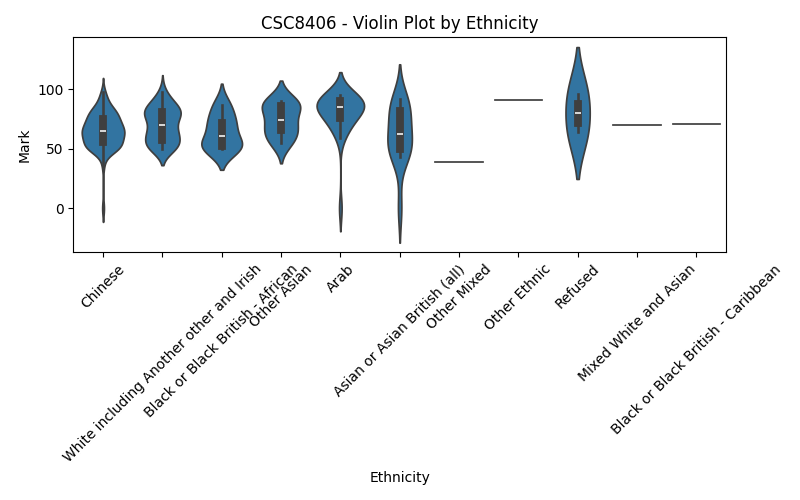 CSC8406 - Violin Plot by Ethnicity
Mark
100
50
0
Chinese
White including Another other and Irish
Black or Black British - African
Other Asian
Arab
Asian or Asian British (all)
Other Mixed
Other Ethnic
Refused
Mixed White and Asian
Black or Black British - Caribbean
Ethnicity